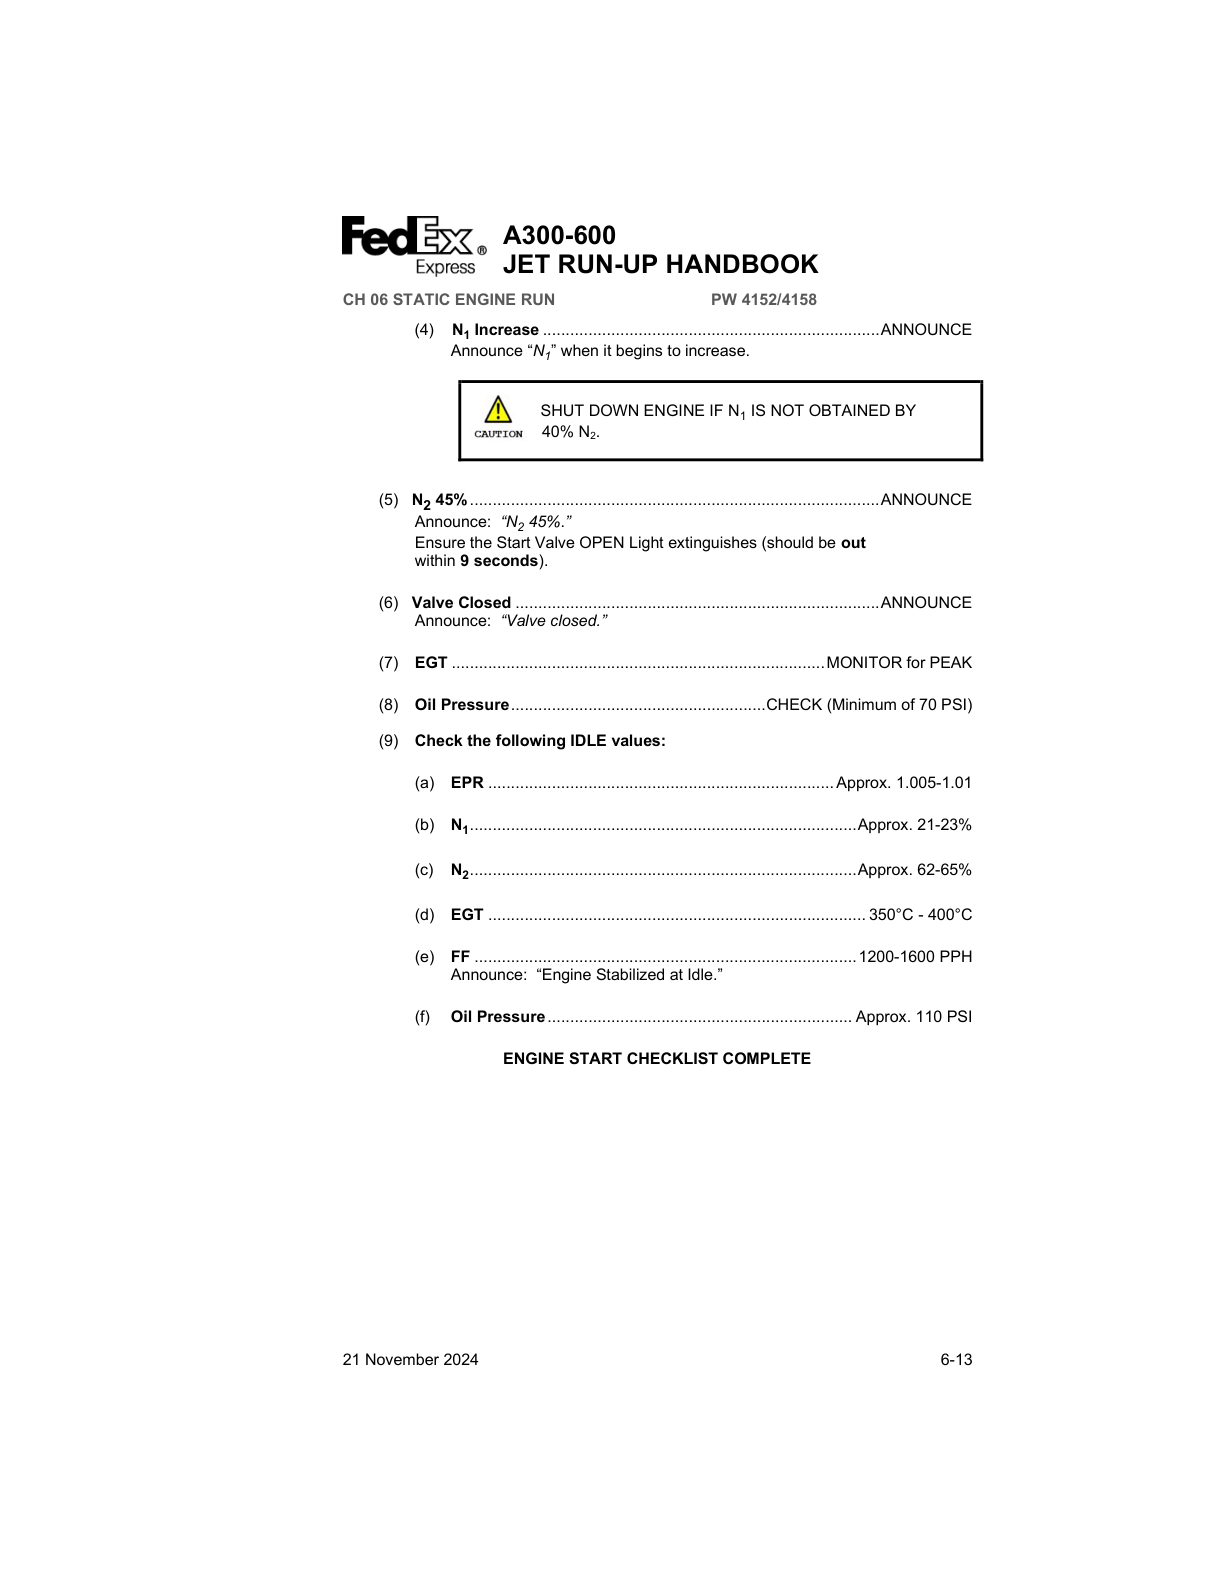 FedEx®
Express
A300-600
JET RUN-UP HANDBOOK
CH 06 STATIC ENGINE RUN PW 4152/4158
(4) N1 Increase ..........................................................................ANNOUNCE
Announce “N1” when it begins to increase.
CAUTION
SHUT DOWN ENGINE IF N1 IS NOT OBTAINED BY
40% N2.
(5) N2 45%..........................................................................................ANNOUNCE
Announce: “N2 45%.”
Ensure the Start Valve OPEN Light extinguishes (should be out
within 9 seconds).
(6) Valve Closed ................................................................................ANNOUNCE
Announce: “Valve closed.”
(7) EGT ..................................................................................MONITOR for PEAK
(8) Oil Pressure........................................................CHECK (Minimum of 70 PSI)
(9) Check the following IDLE values:
(a) EPR ............................................................................Approx. 1.005-1.01
(b) N1.....................................................................................Approx. 21-23%
(c) N2.....................................................................................Approx. 62-65%
(d) EGT ................................................................................... 350°C - 400°C
(e) FF ....................................................................................1200-1600 PPH
Announce: “Engine Stabilized at Idle.”
(f) Oil Pressure................................................................... Approx. 110 PSI
ENGINE START CHECKLIST COMPLETE
21 November 2024 6-13